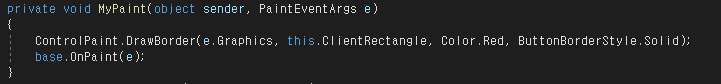 private void MyPaint(object sender, PaintEventArgs e)
{
ControlPaint.DrawBorder(e.Graphics, this.ClientRectangle, Color.Red, ButtonBorderStyle.Solid);
base.OnPaint(e);
}